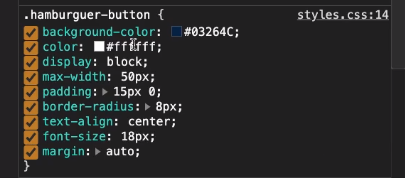 .hamburguer-button { styles.css:14
background-color: #03264C;
color: #ffffff;
display: block;
max-width: 50px;
padding: 15px 0;
border-radius: 8px;
text-align: center;
font-size: 18px;
margin: auto;
}